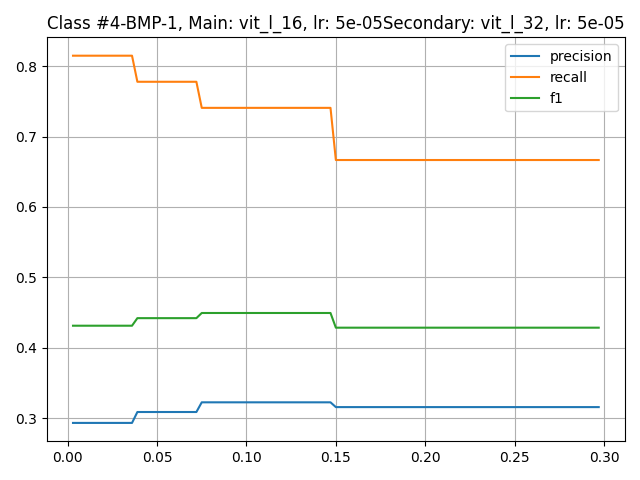 Class #4-BMP-1, Main: vit_l_16, lr: 5e-05Secondary: vit_l_32, lr: 5e-05
precision
recall
f1
0.8
0.7
0.6
0.5
0.4
0.3
0.00 0.05 0.10 0.15 0.20 0.25 0.30